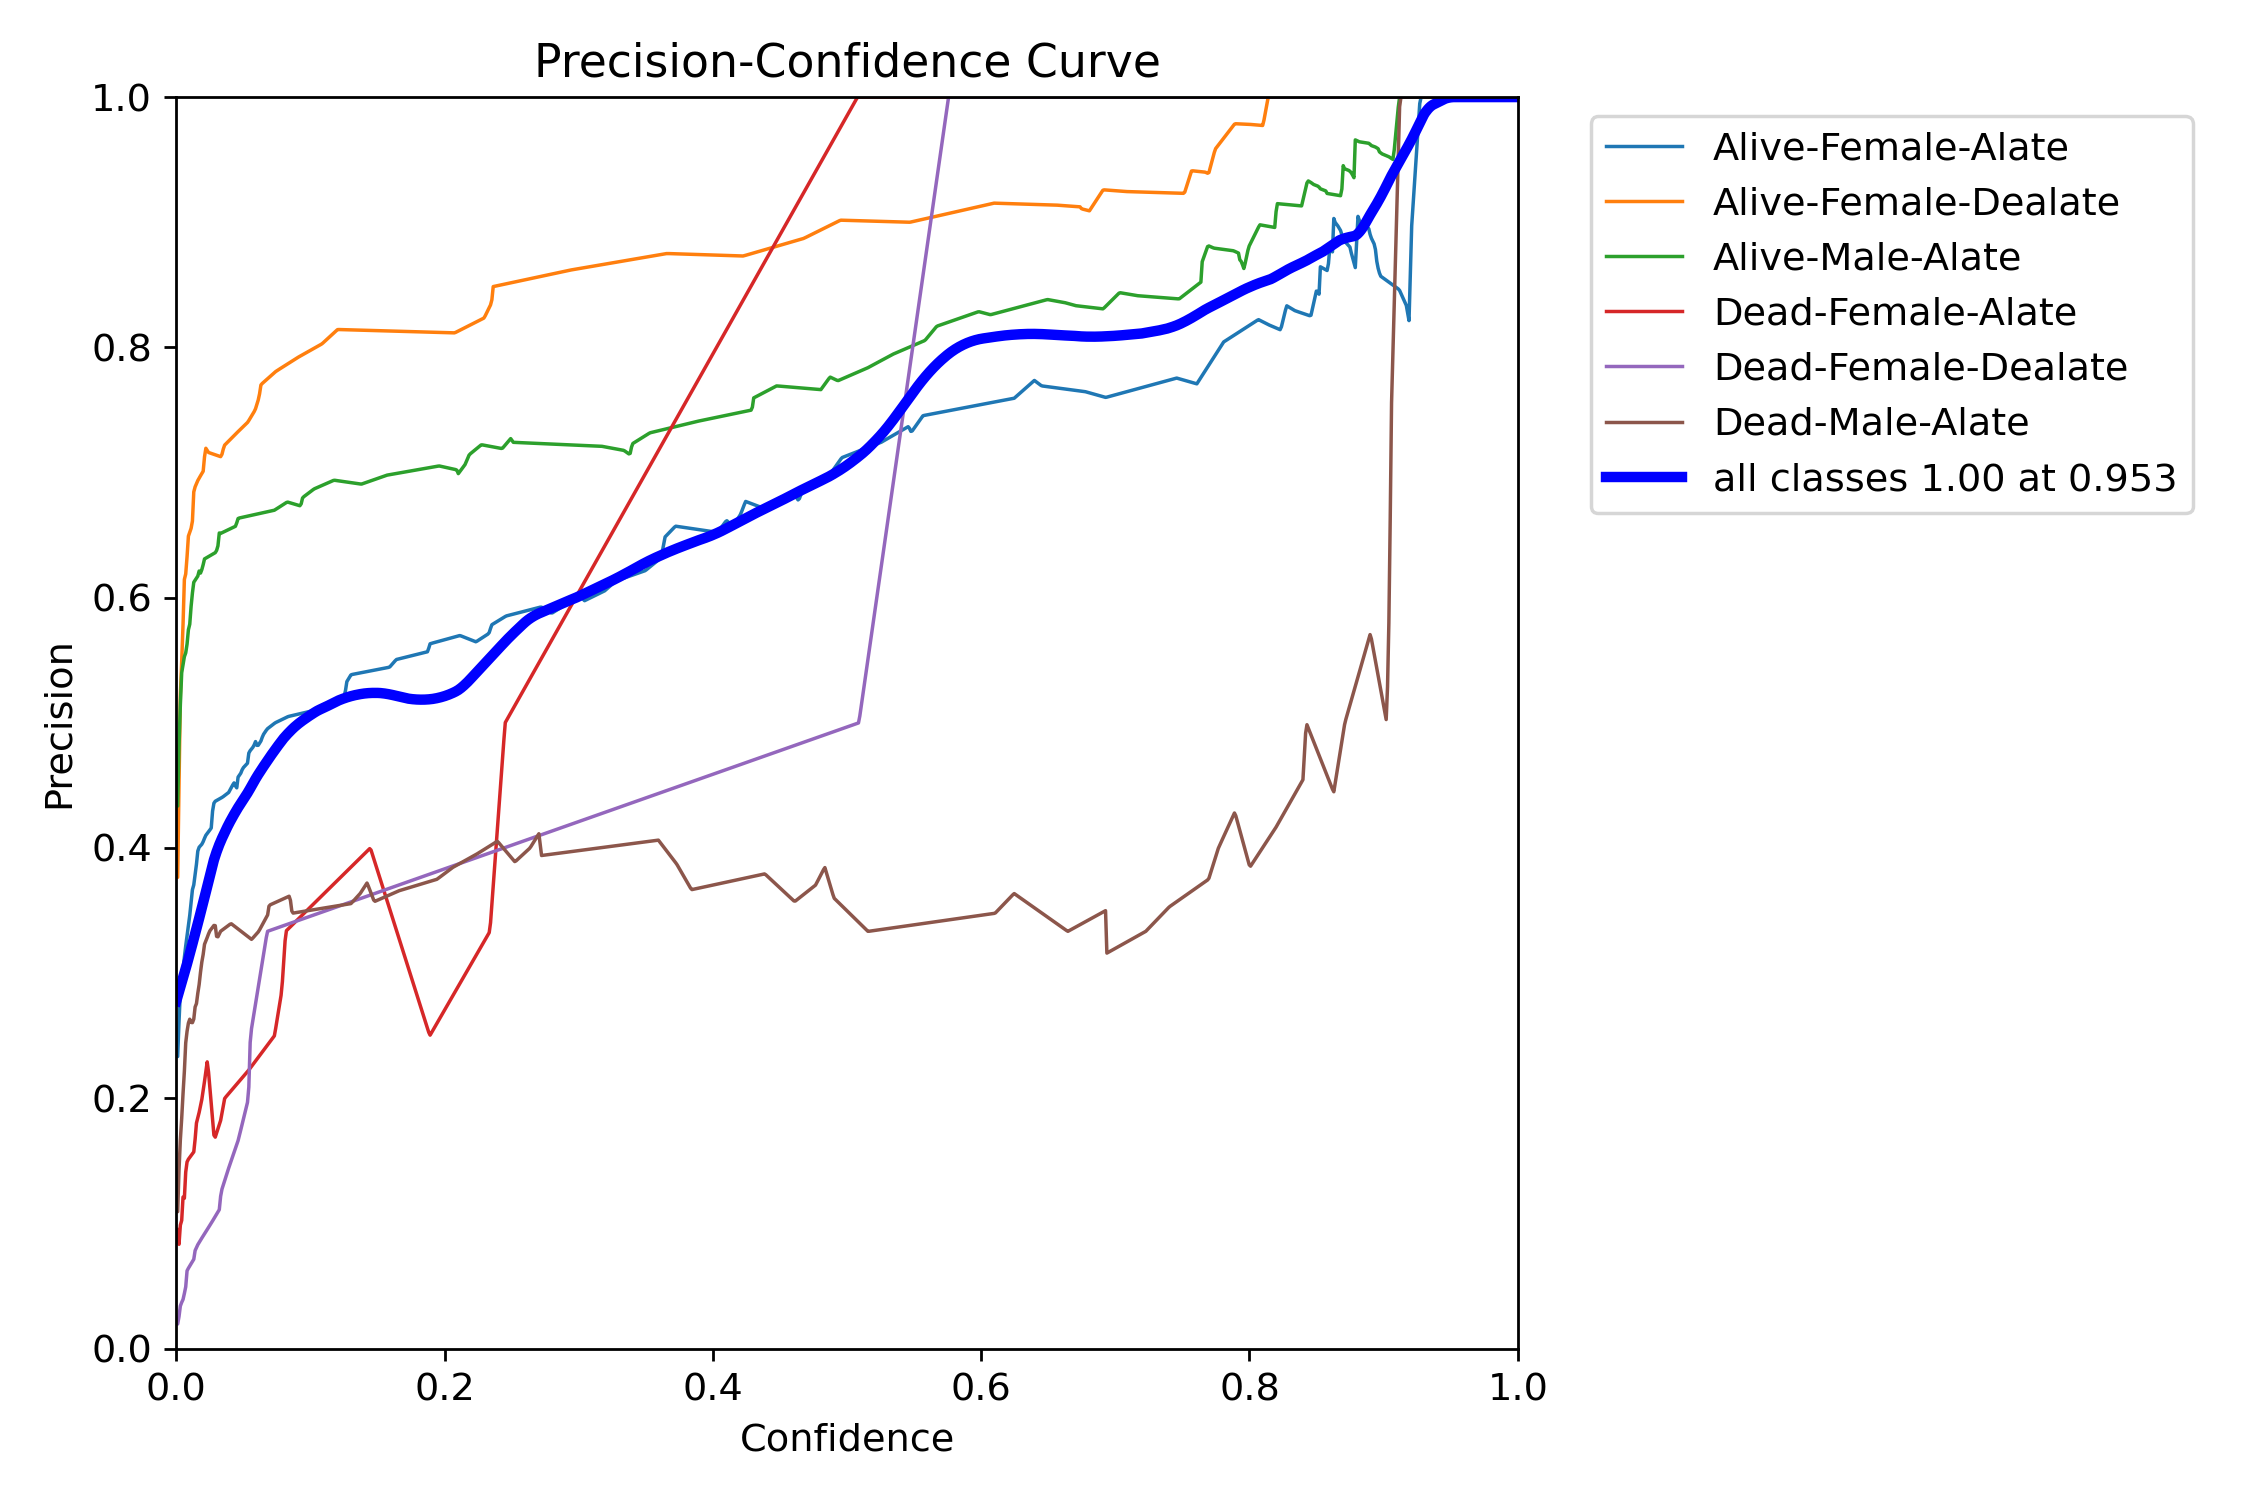 Precision-Confidence Curve
1.0
0.8
0.6
0.4
0.2
0.0
Precision
0.0 0.2 0.4 0.6 0.8 1.0
Confidence
Alive-Female-Alate
Alive-Female-Dealate
Alive-Male-Alate
Dead-Female-Alate
Dead-Female-Dealate
Dead-Male-Alate
all classes 1.00 at 0.953